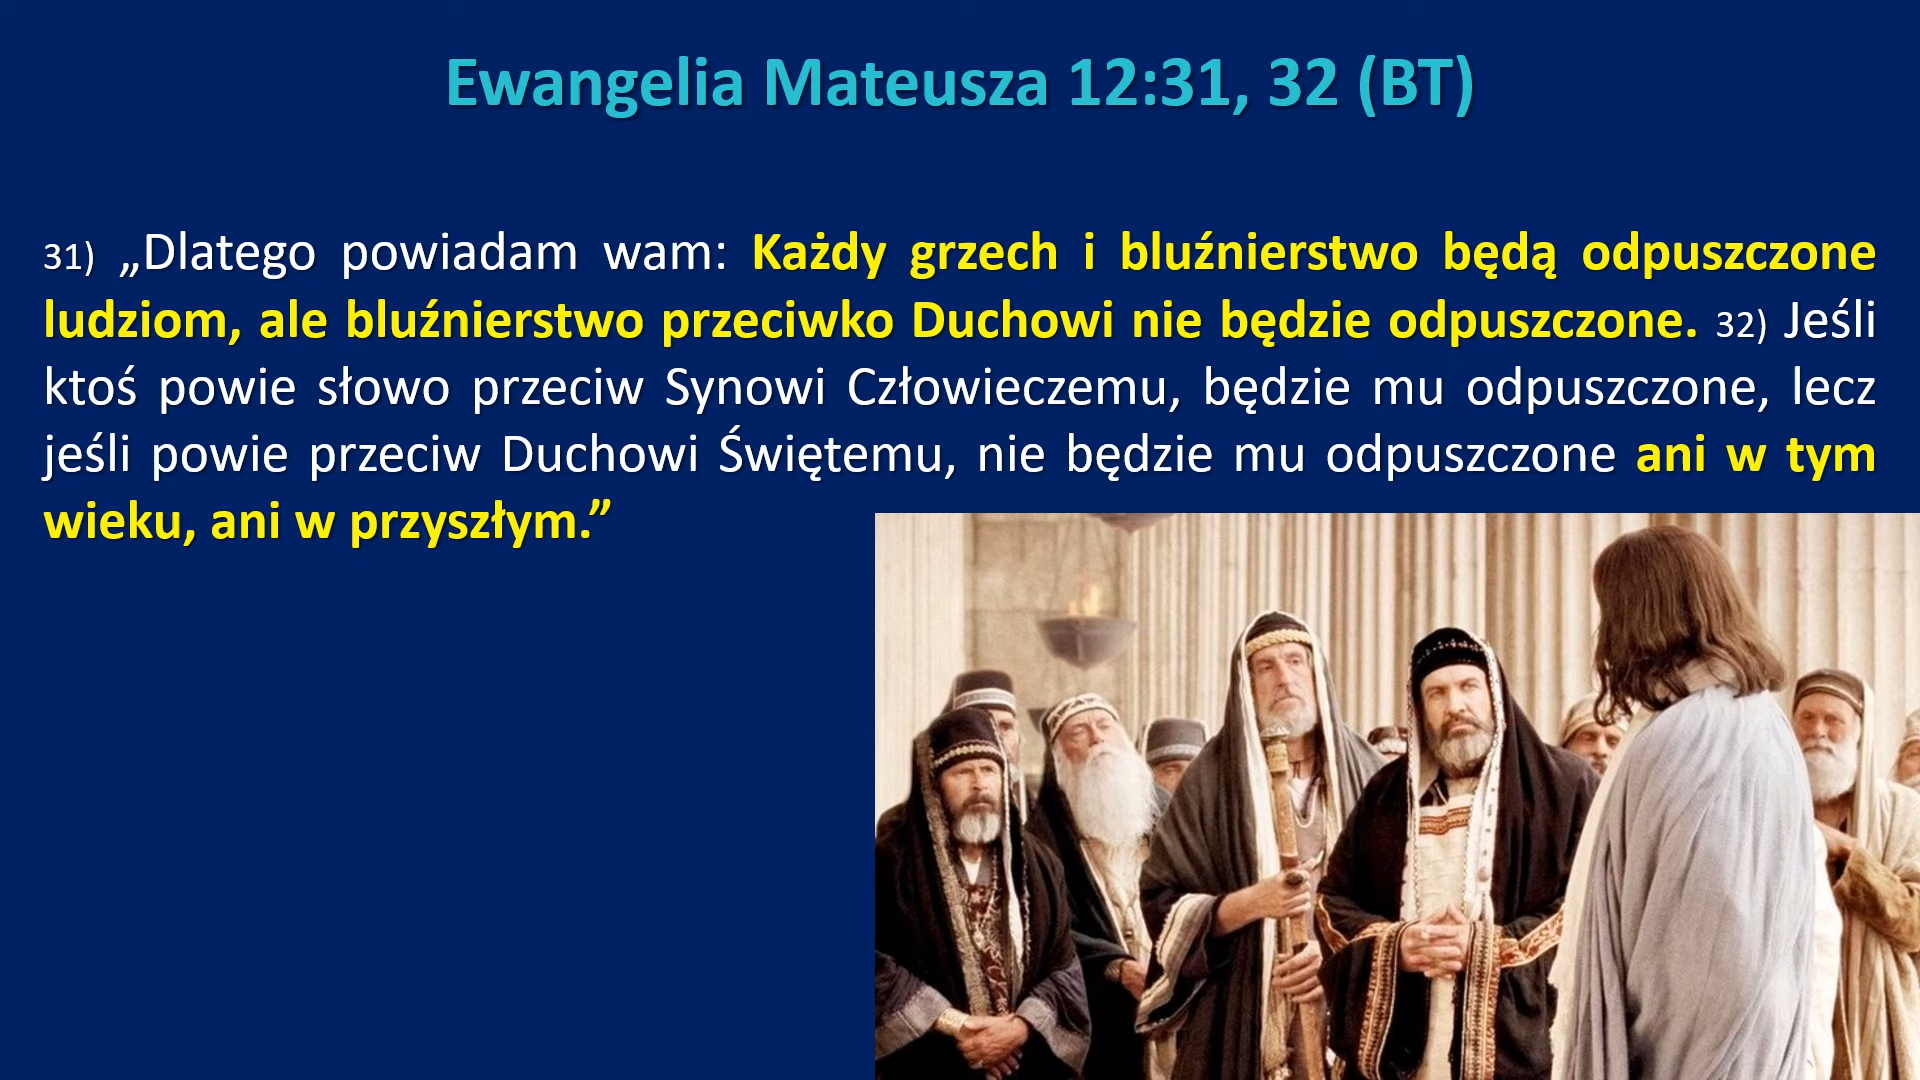 Ewangelia Mateusza 12:31, 32 (BT)
31) „Dlatego powiadam wam: Każdy grzech i bluźnierstwo będą odpuszczone
ludziom, ale bluźnierstwo przeciwko Duchowi nie będzie odpuszczone. 32) Jeśli
ktoś powie słowo przeciw Synowi Człowieczemu, będzie mu odpuszczone, lecz
jeśli powie przeciw Duchowi Świętemu, nie będzie mu odpuszczone ani w tym
wieku, ani w przyszłym.”